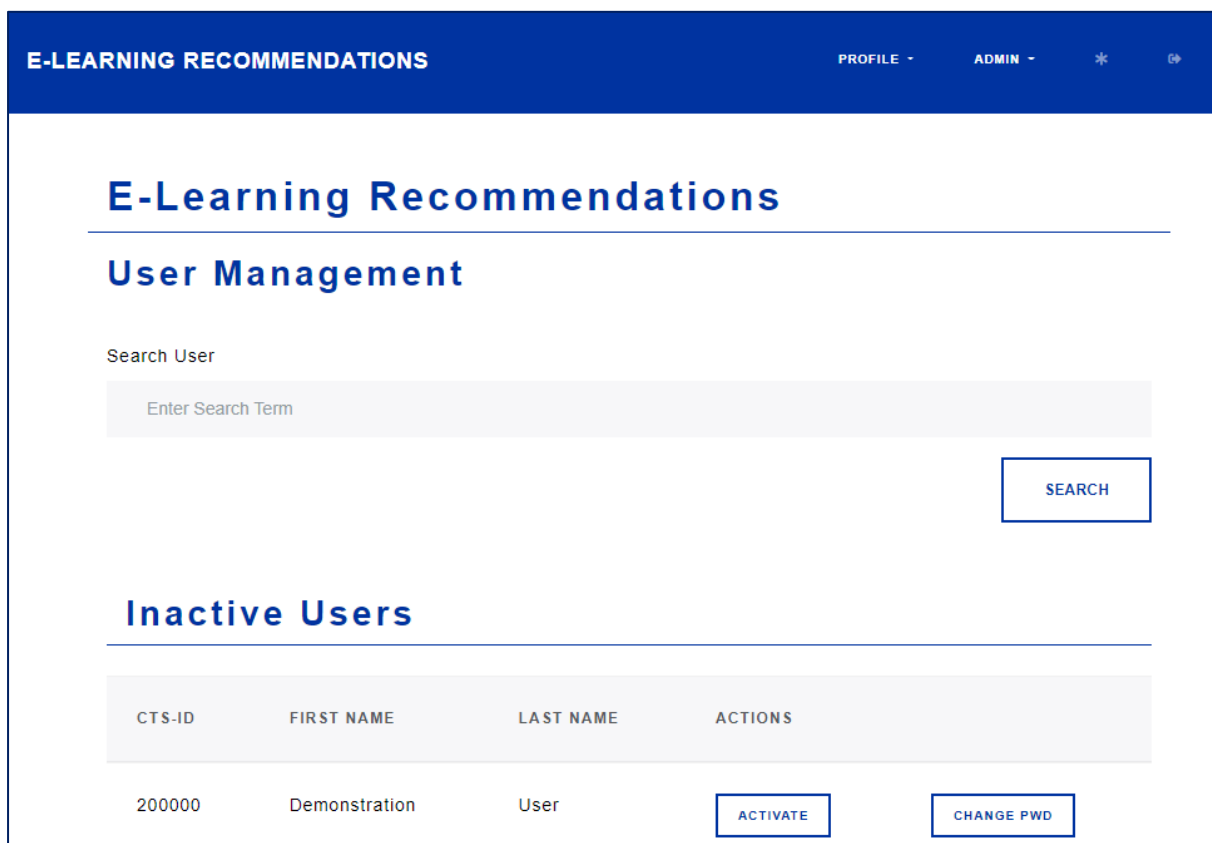 E-LEARNING RECOMMENDATIONS PROFILE ADMIN
E-Learning Recommendations
User Management
Search User
Enter Search Term
SEARCH
Inactive Users
CTS-ID FIRST NAME LAST NAME ACTIONS
200000 Demonstration User ACTIVATE CHANGE PWD